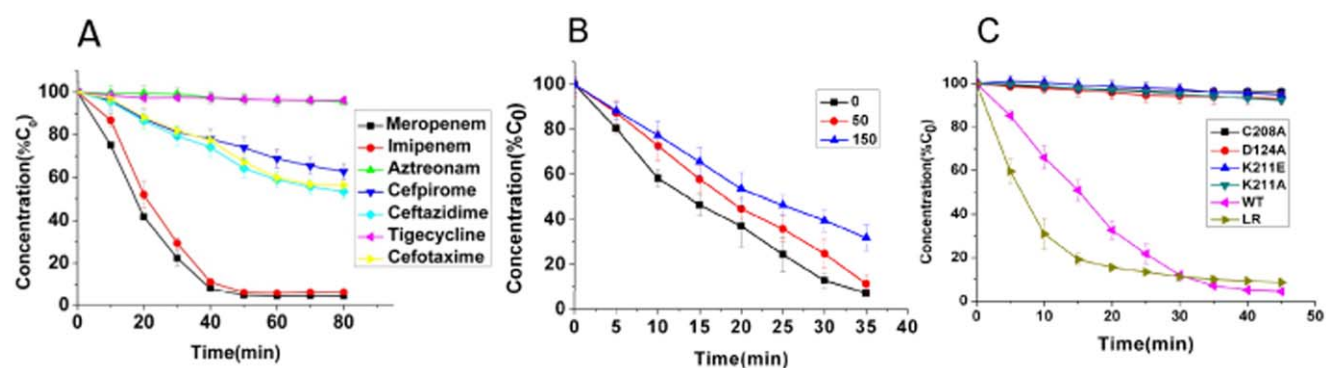 A
Concentration(%C0)
100
80
60
40
20
0
0 20 40 60 80
Time(min)
Meropenem
Imipenem
Aztreonam
Cefpirome
Ceftazidime
Tigecycline
Cefotaxime
B
Concentration(%C0)
100
80
60
40
20
0
0 5 10 15 20 25 30 35 40
Time(min)
0
50
150
C
Concentration(%C0)
100
80
60
40
20
0
0 10 20 30 40 50
Time(min)
C208A
D124A
K211E
K211A
WT
LR